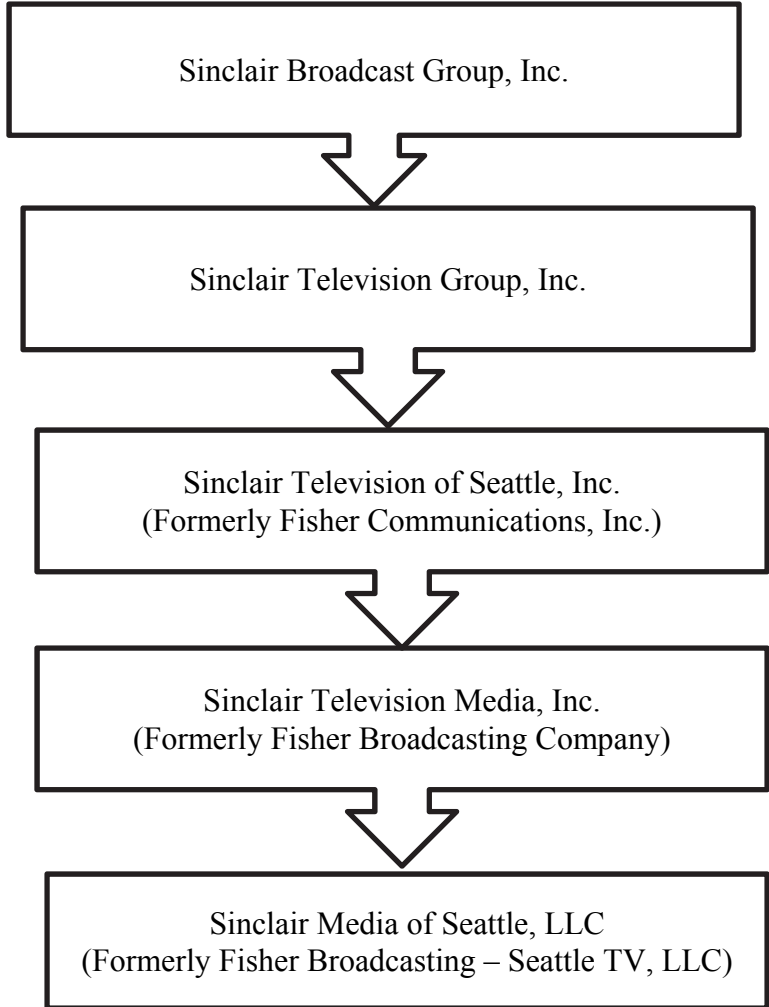 Sinclair Broadcast Group, Inc.
Sinclair Television Group, Inc.
Sinclair Television of Seattle, Inc.
(Formerly Fisher Communications, Inc.)
Sinclair Television Media, Inc.
(Formerly Fisher Broadcasting Company)
Sinclair Media of Seattle, LLC
(Formerly Fisher Broadcasting – Seattle TV, LLC)